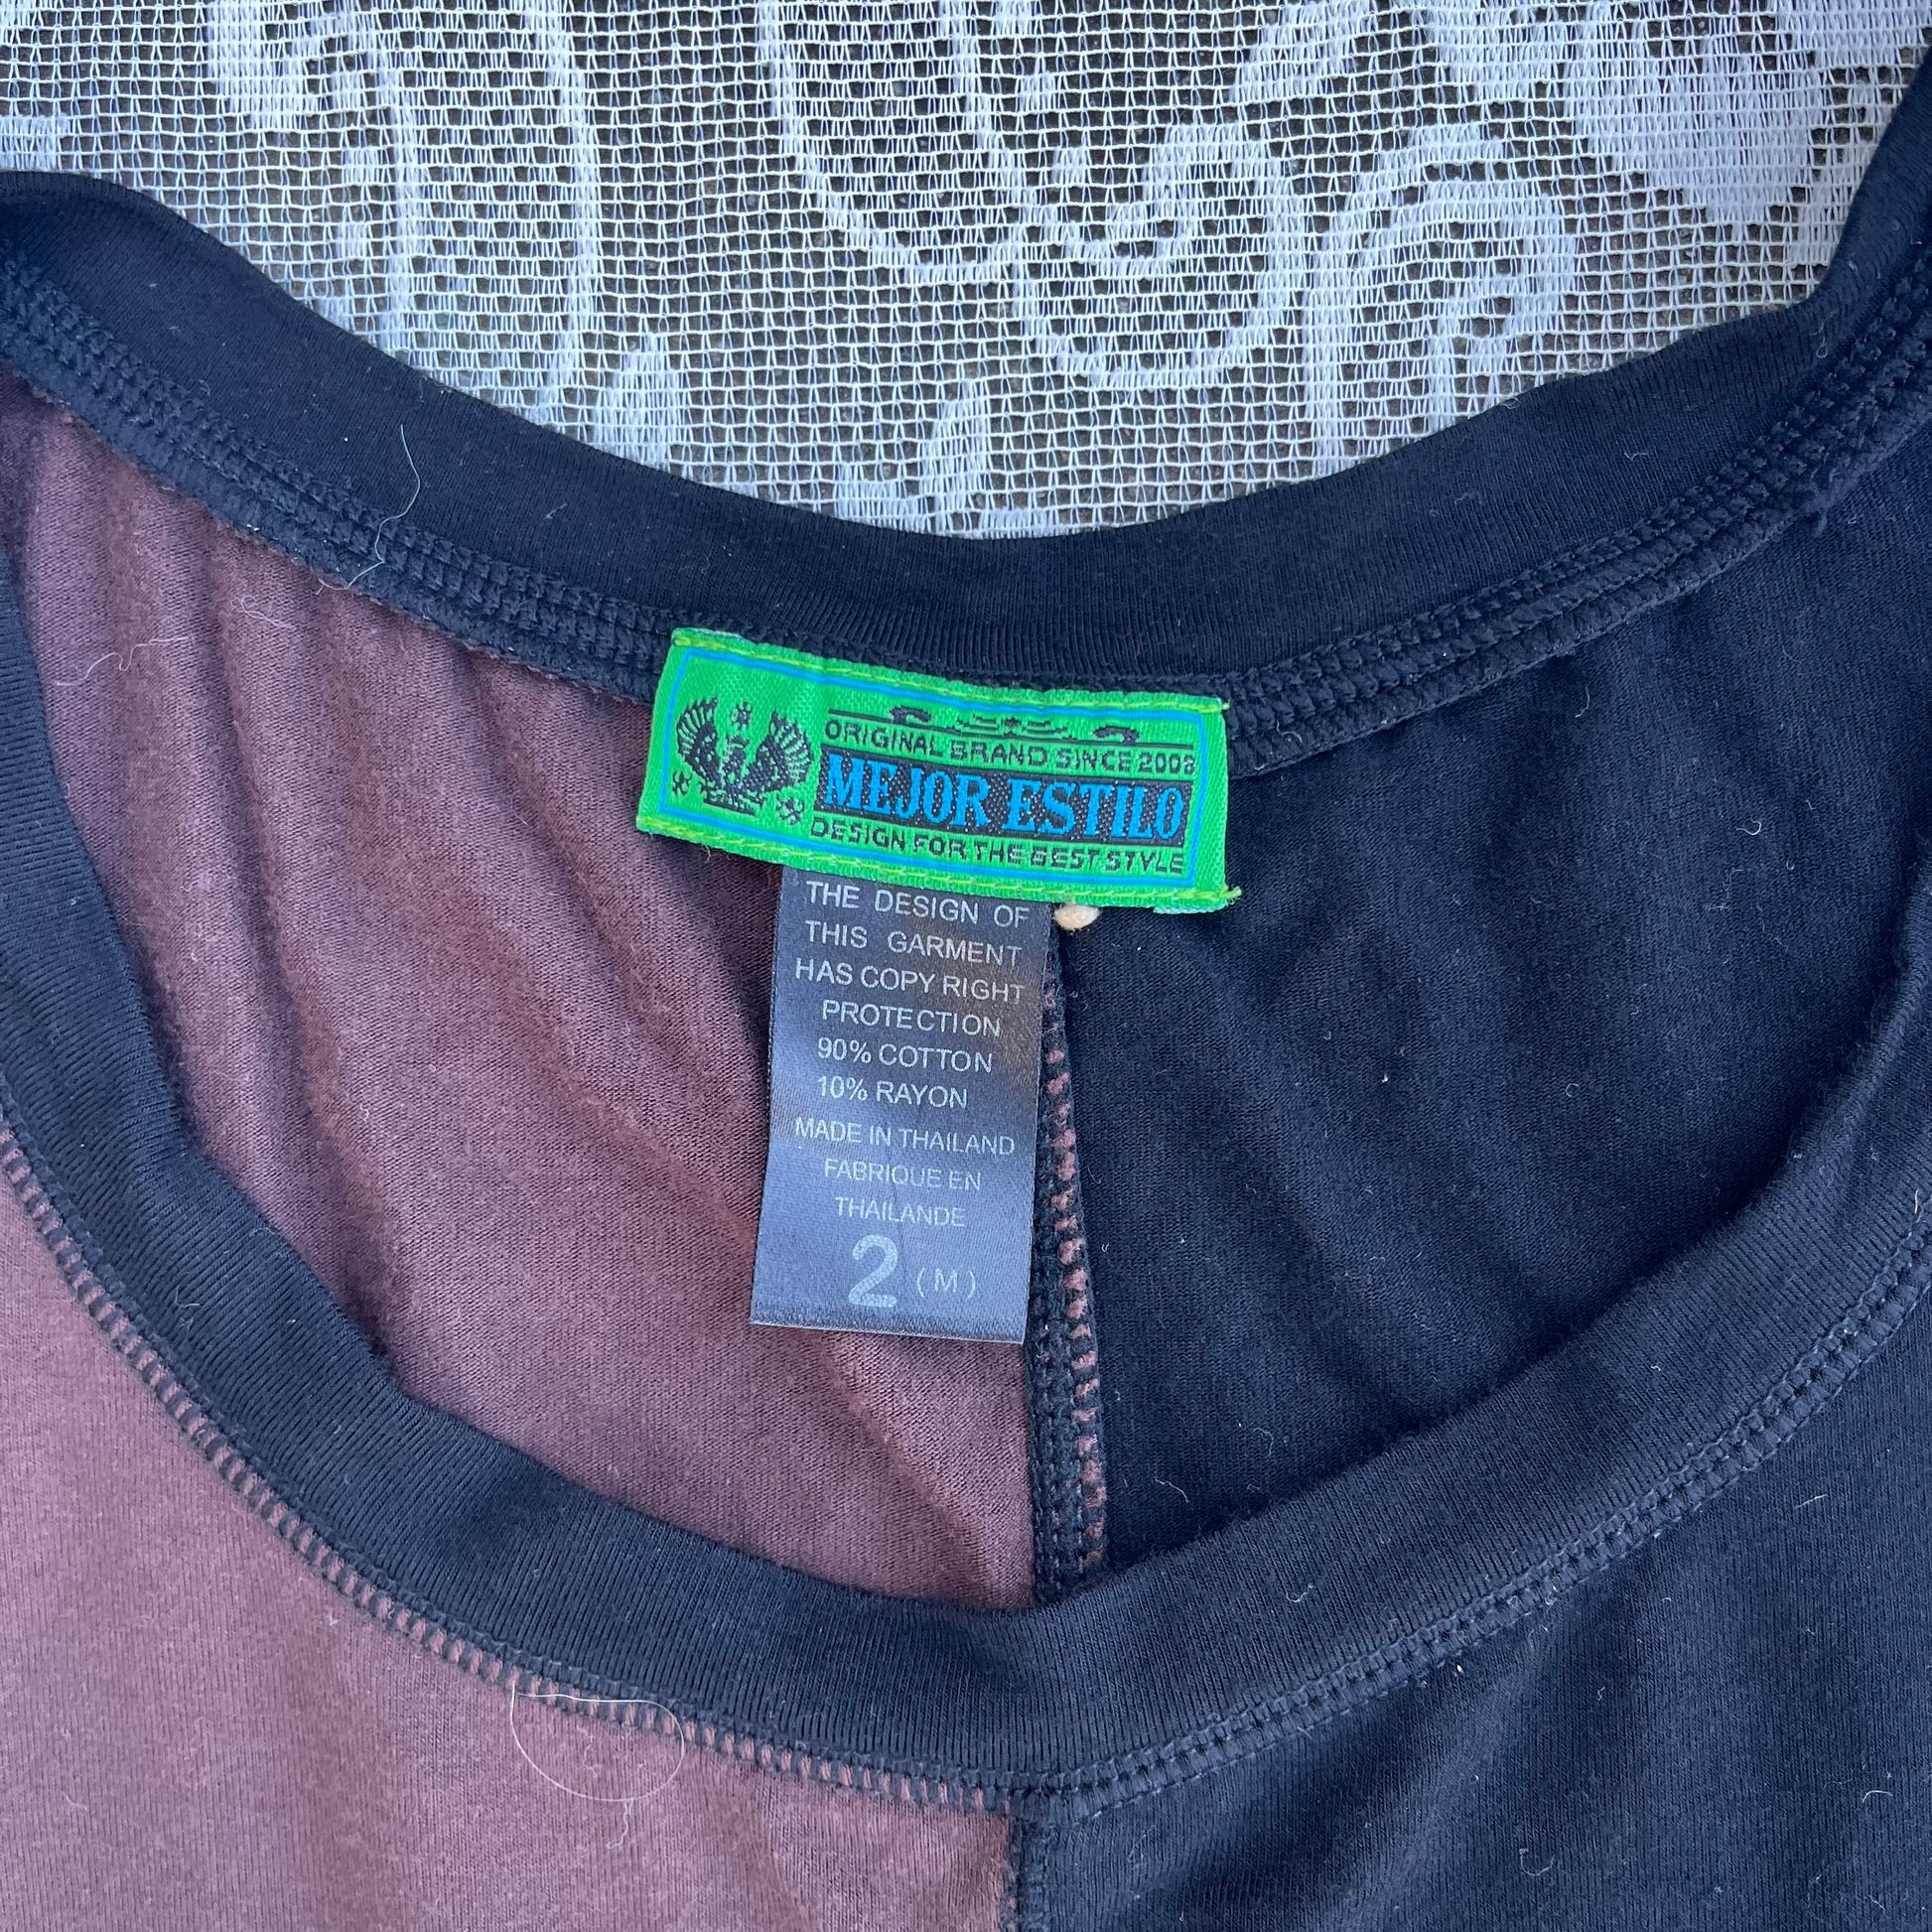 ORIGINAL BRAND SINCE 2008
MEJOR ESTILO
DESIGN FOR THE BEST STYLE
THE DESIGN OF
THIS GARMENT
HAS COPY RIGHT
PROTECTION
90% COTTON
10% RAYON
MADE IN THAILAND
FABRIQUE EN
THAILANDE
2 (M)